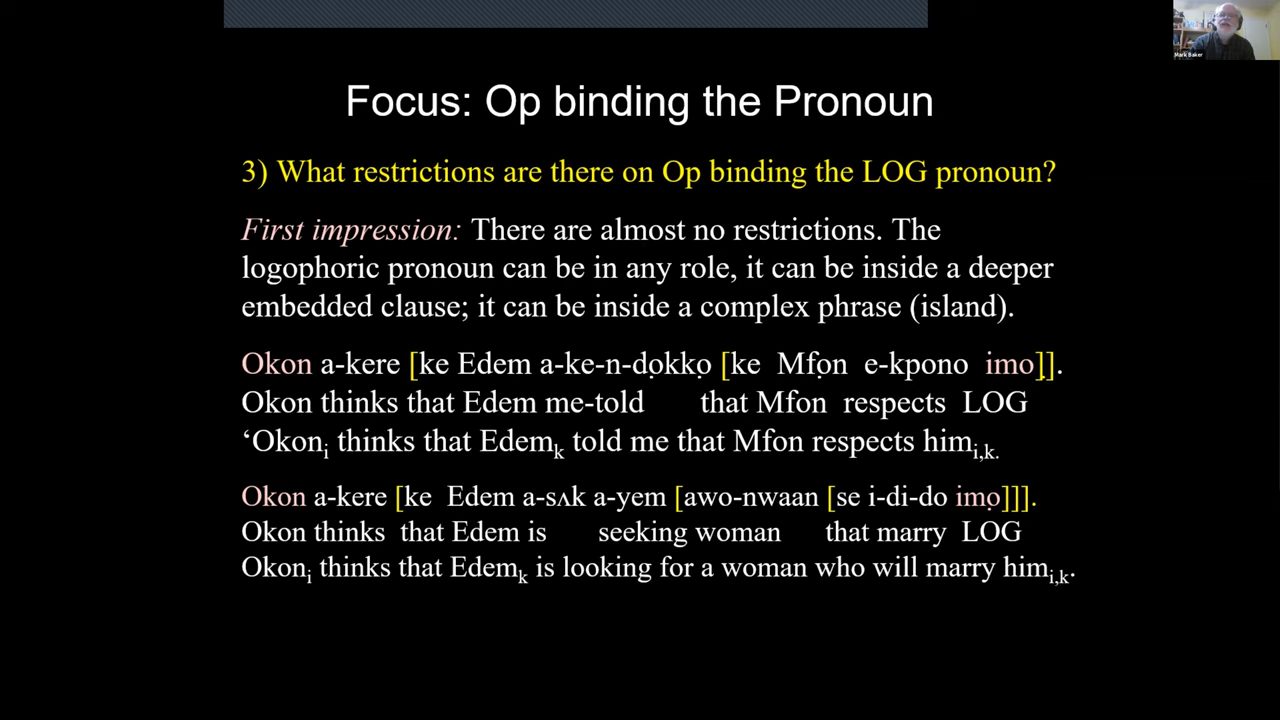 Mark Baker
Focus: Op binding the Pronoun
3) What restrictions are there on Op binding the LOG pronoun?
First impression: There are almost no restrictions. The
logophoric pronoun can be in any role, it can be inside a deeper
embedded clause; it can be inside a complex phrase (island).
Okon a-kere [ke Edem a-ke-n-dọkkọ [ke Mfọn e-kpono imo]].
Okon thinks that Edem me-told that Mfon respects LOG
‘Okonᵢ thinks that Edemₖ told me that Mfon respects himᵢ,ₖ.
Okon a-kere [ke Edem a-sʌk a-yem [awo-nwaan [se i-di-do imọ]]].
Okon thinks that Edem is seeking woman that marry LOG
Okonᵢ thinks that Edemₖ is looking for a woman who will marry himᵢ,ₖ.